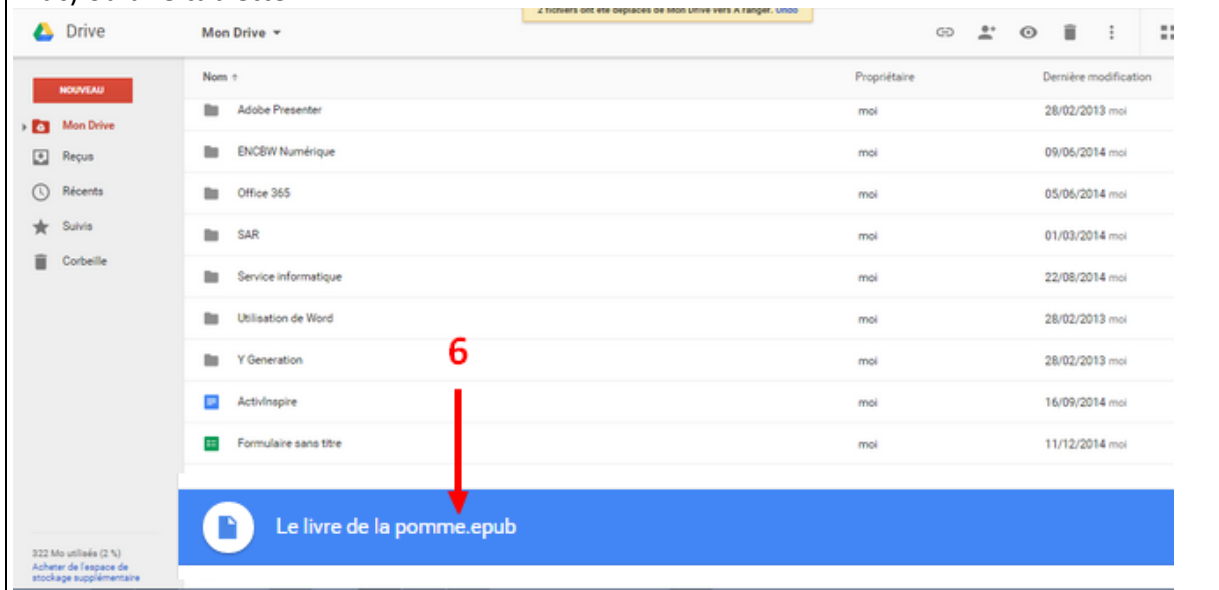 2 fichiers ont été déplacés de Mon Drive vers A ranger. Undo
Drive
Mon Drive
NOUVEAU
Mon Drive
Reçus
Récents
Suivis
Corbeille
322 Mo utilisés (2 %)
Acheter de l'espace de
stockage supplémentaire
Nom ↑ Propriétaire Dernière modification
Adobe Presenter moi 28/02/2013 moi
ENCBW Numérique moi 09/06/2014 moi
Office 365 moi 05/06/2014 moi
SAR moi 01/03/2014 moi
Service informatique moi 22/08/2014 moi
Utilisation de Word moi 28/02/2013 moi
Y Generation moi 28/02/2013 moi
6
ActivInspire moi 16/09/2014 moi
Formulaire sans titre moi 11/12/2014 moi
Le livre de la pomme.epub